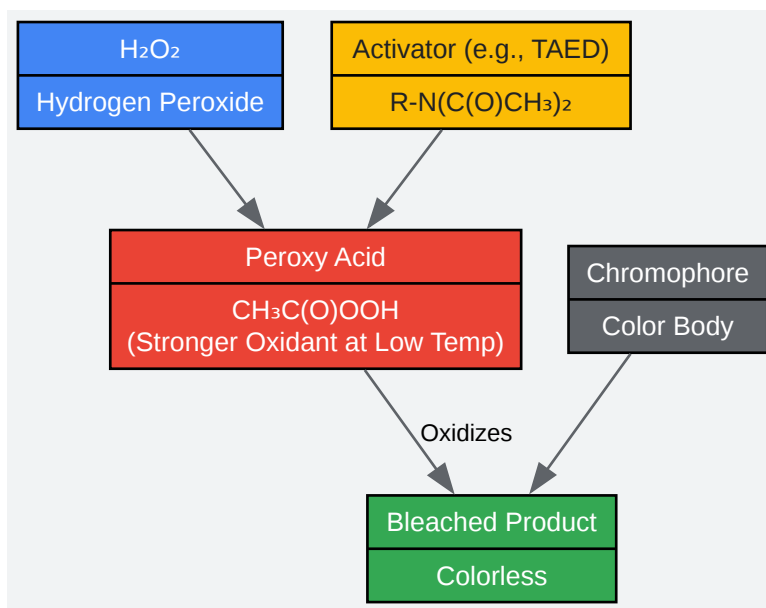 H₂O₂
Hydrogen Peroxide
Activator (e.g., TAED)
R-N(C(O)CH₃)₂
Peroxy Acid
CH₃C(O)OOH
(Stronger Oxidant at Low Temp)
Chromophore
Color Body
Oxidizes
Bleached Product
Colorless